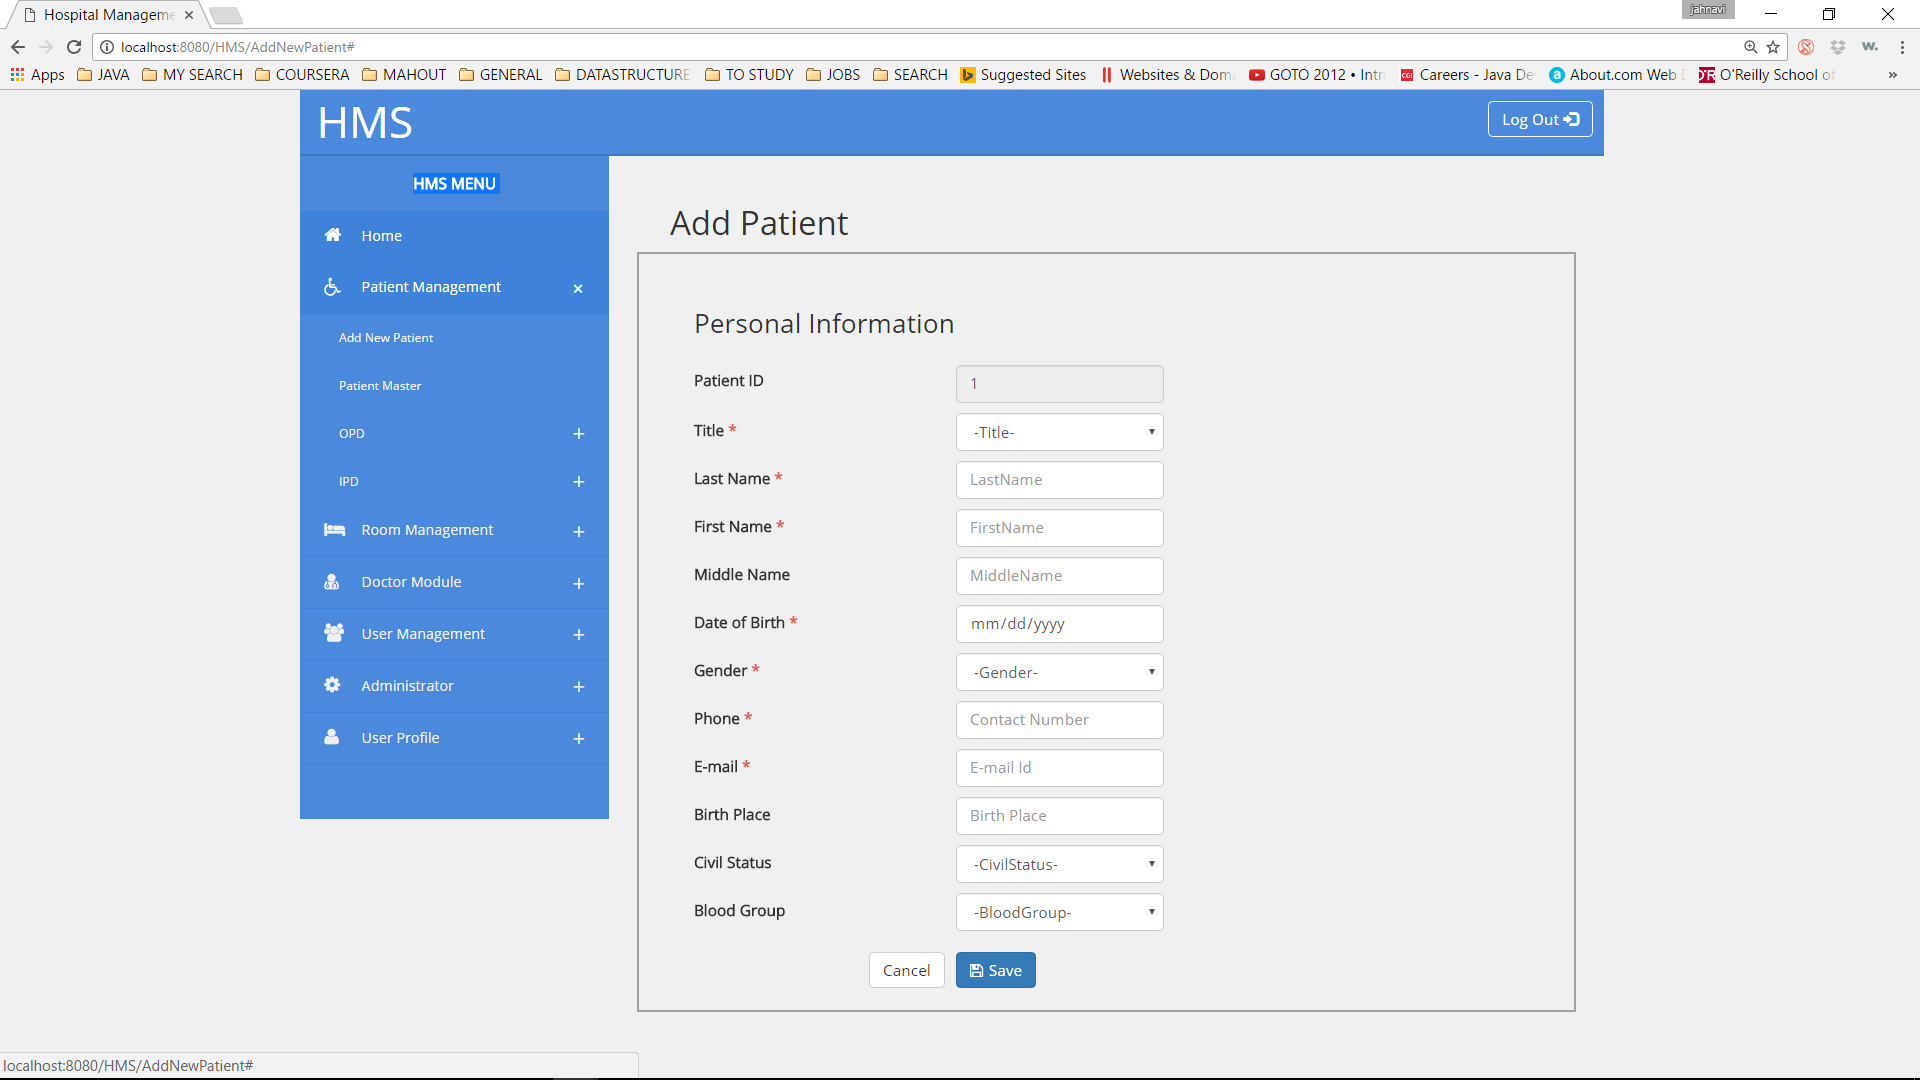 Hospital Manageme
jahnavi
localhost:8080/HMS/AddNewPatient#
w.
Apps JAVA MY SEARCH COURSERA MAHOUT GENERAL DATASTRUCTURE TO STUDY JOBS SEARCH Suggested Sites Websites & Dom GOTO 2012 • Intr CGI Careers - Java De a About.com Web O'R O'Reilly School of »
HMS
Log Out
HMS MENU
Home
Patient Management
Add New Patient
Patient Master
OPD +
IPD +
Room Management +
Doctor Module +
User Management +
Administrator +
User Profile +
Add Patient
Personal Information
Patient ID 1
Title * -Title-
Last Name * LastName
First Name * FirstName
Middle Name MiddleName
Date of Birth * mm/dd/yyyy
Gender * -Gender-
Phone * Contact Number
E-mail * E-mail Id
Birth Place Birth Place
Civil Status -CivilStatus-
Blood Group -BloodGroup-
Cancel Save
localhost:8080/HMS/AddNewPatient#